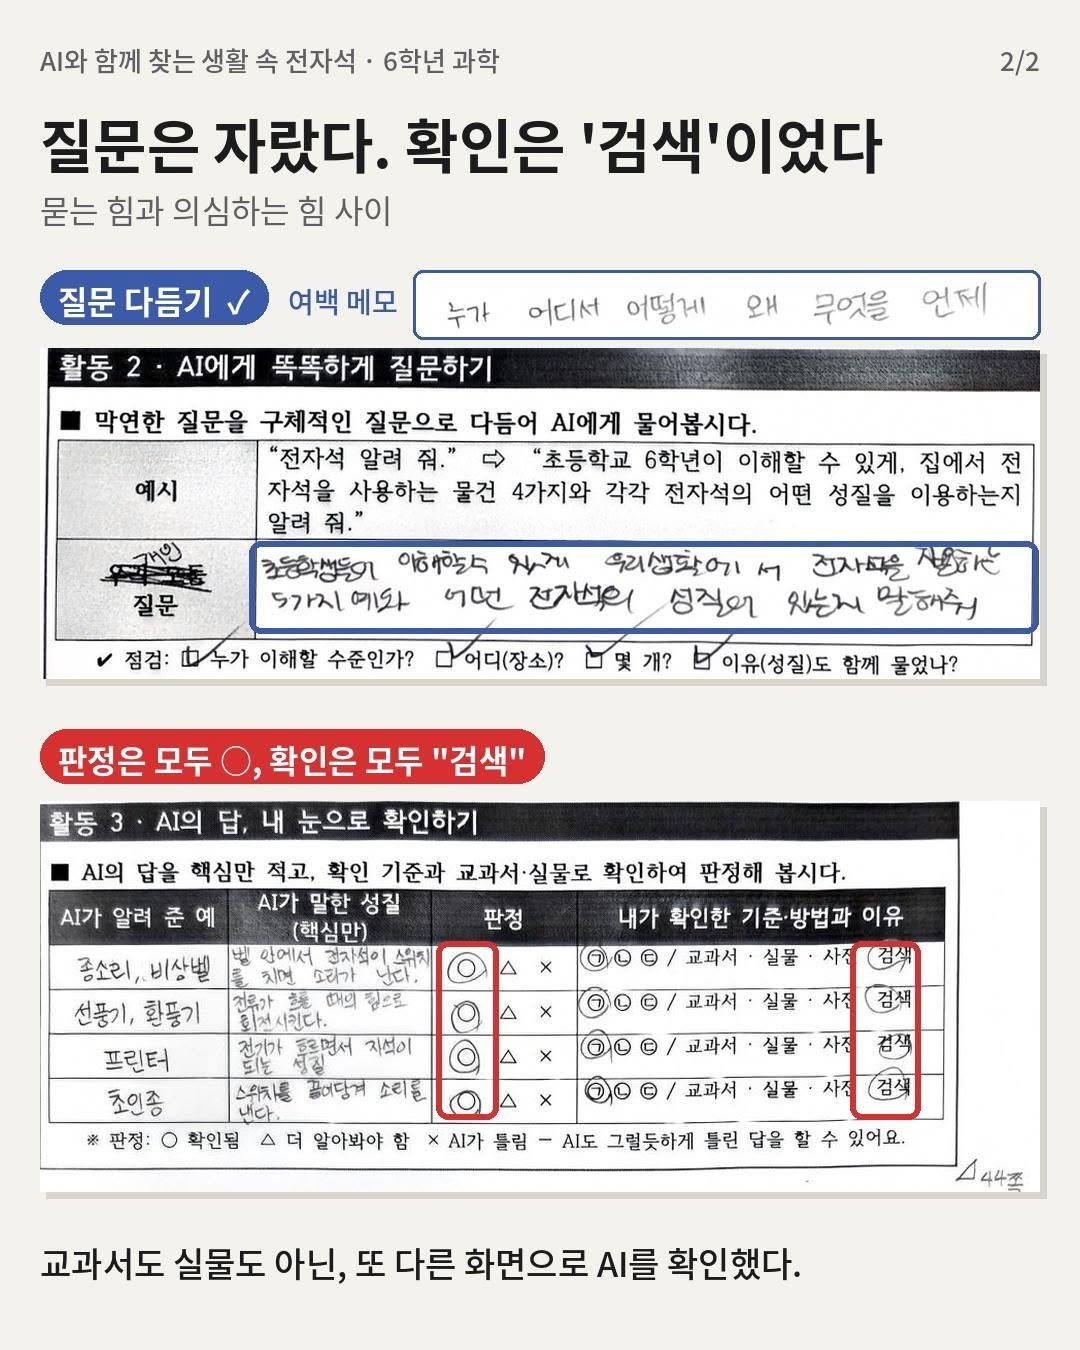 AI와 함께 찾는 생활 속 전자석 · 6학년 과학
2/2
질문은 자랐다. 확인은 '검색'이었다
묻는 힘과 의심하는 힘 사이
질문 다듬기 ✓ 여백 메모 누가 어디서 어떻게 왜 무엇을 언제
활동 2 · AI에게 똑똑하게 질문하기
■ 막연한 질문을 구체적인 질문으로 다듬어 AI에게 물어봅시다.
예시
“전자석 알려 줘.” ⇨ “초등학교 6학년이 이해할 수 있게, 집에서 전
자석을 사용하는 물건 4가지와 각각 전자석의 어떤 성질을 이용하는지
알려 줘.”
개인
질문
초등학생들이 이해할수 있게 우리생활에서 전자석을 사용하는
5가지 예와 어떤 전자석의 성질이 있는지 말해줘
✔ 점검: □ 누가 이해할 수준인가? □ 어디(장소)? □ 몇 개? □ 이유(성질)도 함께 물었나?
판정은 모두 ○, 확인은 모두 "검색"
활동 3 · AI의 답, 내 눈으로 확인하기
■ AI의 답을 핵심만 적고, 확인 기준과 교과서·실물로 확인하여 판정해 봅시다.
AI가 알려 준 예
AI가 말한 성질
(핵심만)
판정
내가 확인한 기준·방법과 이유
종소리, 비상벨
벨 안에서 전자석이 스위치
를 치면 소리가 난다.
○ △ ×
㉠ ㉡ ㉢ / 교과서 · 실물 · 사전 검색
선풍기, 환풍기
전류가 흐를 때의 힘으로
회전시킨다.
○ △ ×
㉠ ㉡ ㉢ / 교과서 · 실물 · 사전 검색
프린터
전기가 흐르면서 자석이
되는 성질
○ △ ×
㉠ ㉡ ㉢ / 교과서 · 실물 · 사전 검색
초인종
스위치를 끌어당겨 소리를
낸다.
○ △ ×
㉠ ㉡ ㉢ / 교과서 · 실물 · 사전 검색
※ 판정: ○ 확인됨 △ 더 알아봐야 함 × AI가 틀림 − AI도 그럴듯하게 틀린 답을 할 수 있어요.
44쪽
교과서도 실물도 아닌, 또 다른 화면으로 AI를 확인했다.